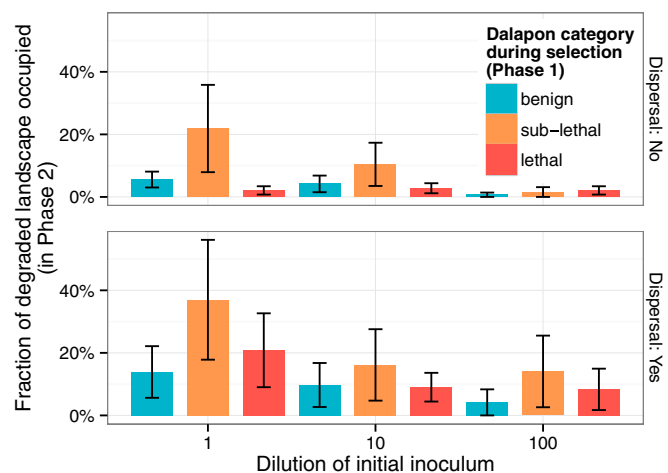 Fraction of degraded landscape occupied
(in Phase 2)
40%
20%
0%
Dalapon category
during selection
(Phase 1)
benign
sub−lethal
lethal
Dispersal: No
40%
20%
0%
Dispersal: Yes
1
10
100
Dilution of initial inoculum